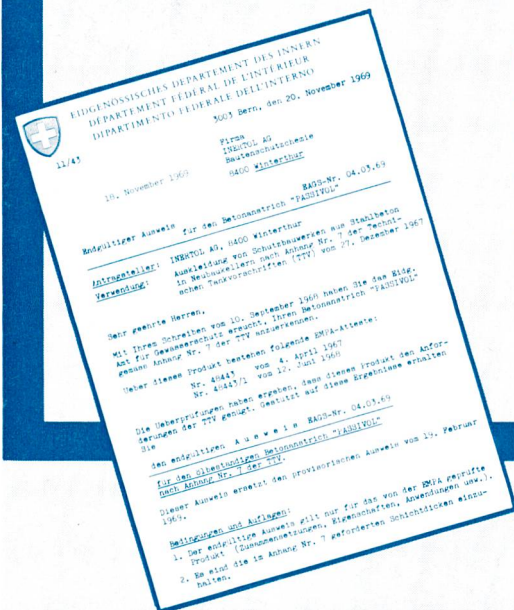 EIDGENÖSSISCHES DEPARTEMENT DES INNERN
DÉPARTEMENT FÉDÉRAL DE L'INTÉRIEUR
DIPARTIMENTO FEDERALE DELL'INTERNO
3003 Bern, den 20. November 1969
11/43
Firma
INERTOL AG
Bautenschutzchemie
8400 Winterthur
18. November 1969
EAGS-Nr. 04.03.69
Endgültiger Ausweis für den Betonanstrich "PASSIVOL"
Antragsteller: INERTOL AG, 8400 Winterthur
Verwendung: Auskleidung von Schutzbauwerken aus Stahlbeton
in Neubaukellern nach Anhang Nr. 7 der Techni-
schen Tankvorschriften (TTV) vom 27. Dezember 1967
Sehr geehrte Herren,
Mit Ihrem Schreiben vom 10. September 1968 haben Sie das Eidg.
Amt für Gewässerschutz ersucht, Ihren Betonanstrich "PASSIVOL"
gemäss Anhang Nr. 7 der TTV anzuerkennen.
Ueber dieses Produkt bestehen folgende EMPA-Atteste:
Nr. 48443 vom 4. April 1967
Nr. 48443/1 vom 12. Juni 1968
Die Ueberprüfungen haben ergeben, dass dieses Produkt den Anfor-
derungen der TTV genügt. Gestützt auf diese Ergebnisse erhalten
Sie
den endgültigen A u s w e i s EAGS-Nr. 04.03.69
für den ölbeständigen Betonanstrich "PASSIVOL"
nach Anhang Nr. 7 der TTV.
Dieser Ausweis ersetzt den provisorischen Ausweis vom 19. Februar
1969.
Bedingungen und Auflagen:
1. Der endgültige Ausweis gilt nur für das von der EMPA geprüfte
Produkt (Zusammensetzungen, Eigenschaften, Anwendungen usw.).
2. Es sind die im Anhang Nr. 7 geforderten Schichtdicken einzu-
halten.